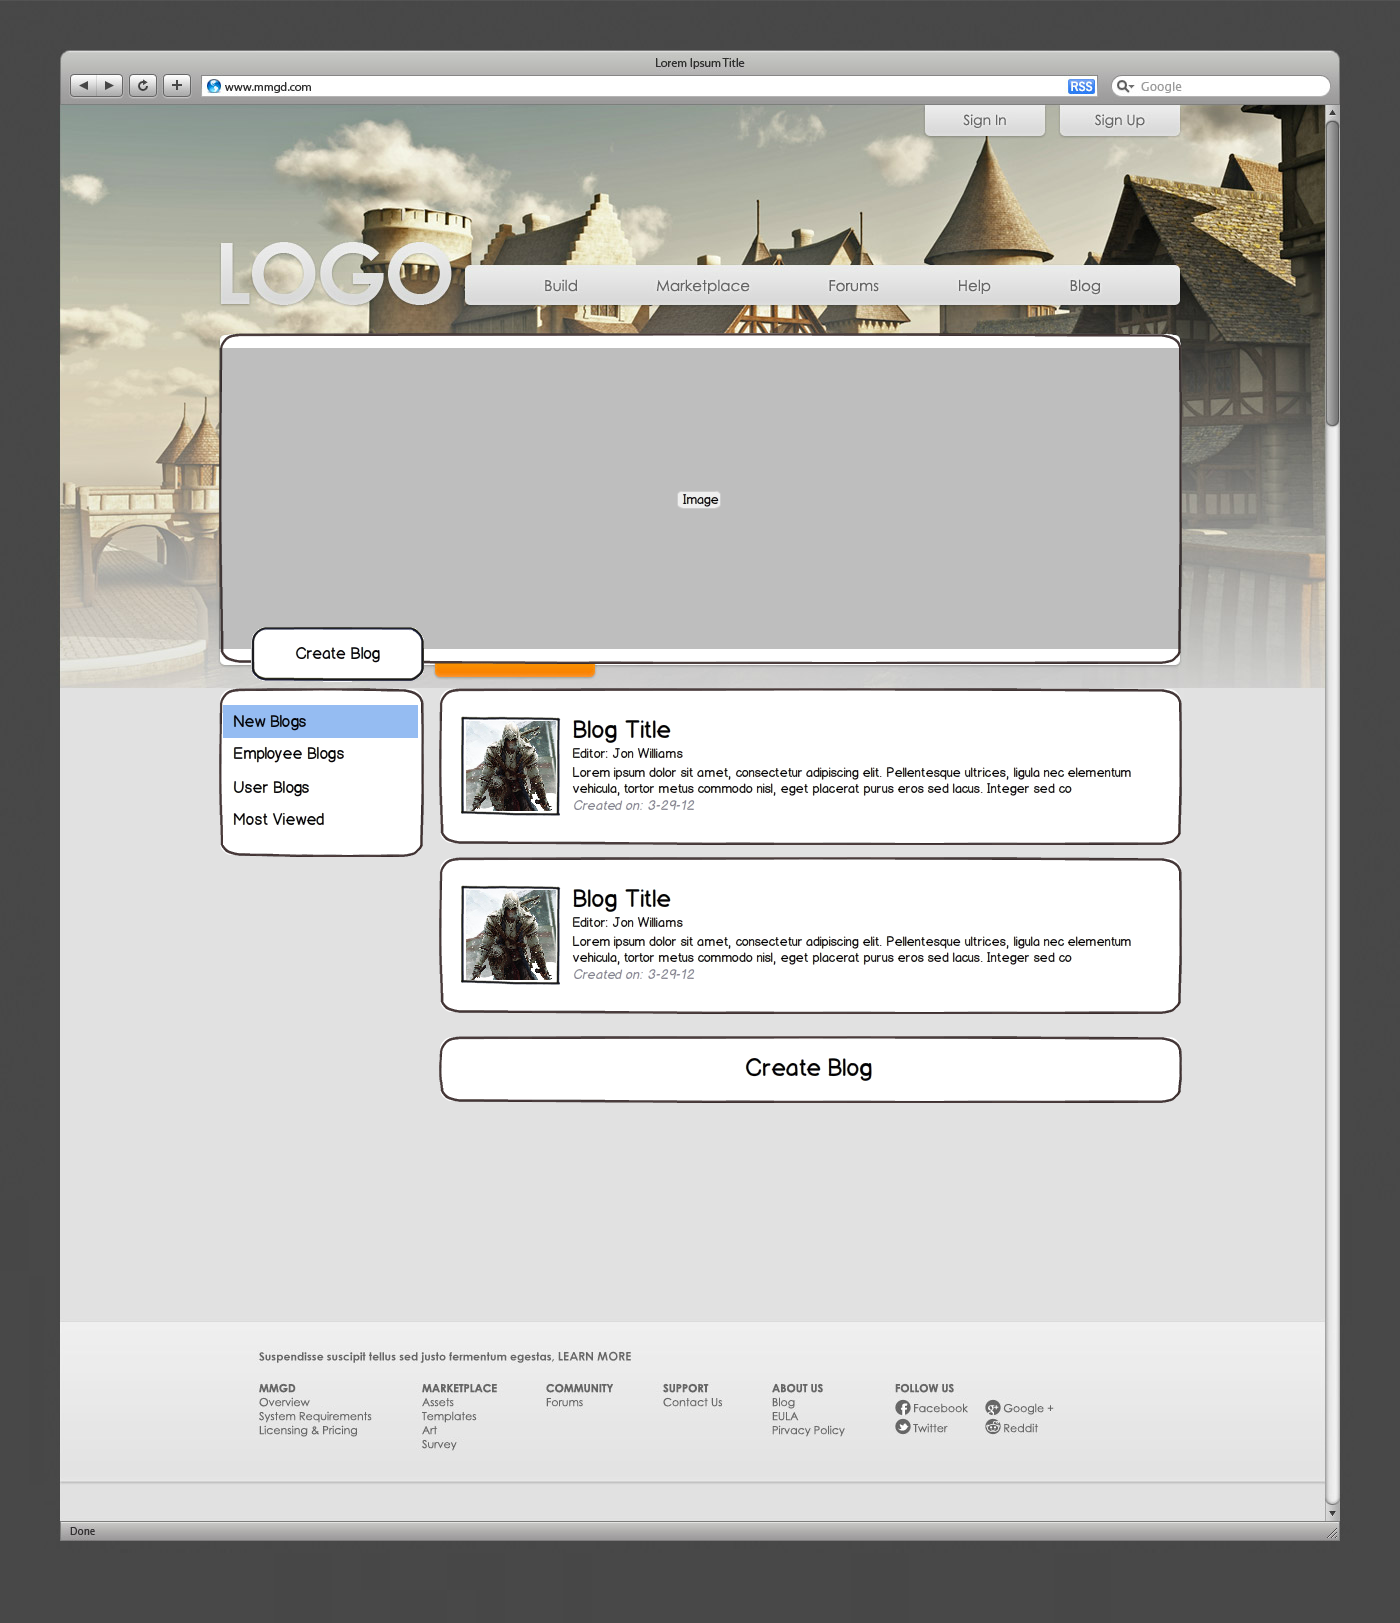 Lorem Ipsum Title
www.mmgd.com
RSS
Google
Sign In
Sign Up
LOGO
Build
Marketplace
Forums
Help
Blog
Image
Create Blog
New Blogs
Employee Blogs
User Blogs
Most Viewed
Blog Title
Editor: Jon Williams
Lorem ipsum dolor sit amet, consectetur adipiscing elit. Pellentesque ultrices, ligula nec elementum
vehicula, tortor metus commodo nisl, eget placerat purus eros sed lacus. Integer sed co
Created on: 3-29-12
Blog Title
Editor: Jon Williams
Lorem ipsum dolor sit amet, consectetur adipiscing elit. Pellentesque ultrices, ligula nec elementum
vehicula, tortor metus commodo nisl, eget placerat purus eros sed lacus. Integer sed co
Created on: 3-29-12
Create Blog
Suspendisse suscipit tellus sed justo fermentum egestas, LEARN MORE
MMGD
Overview
System Requirements
Licensing & Pricing
MARKETPLACE
Assets
Templates
Art
Survey
COMMUNITY
Forums
SUPPORT
Contact Us
ABOUT US
Blog
EULA
Pirvacy Policy
FOLLOW US
Facebook
Google +
Twitter
Reddit
Done